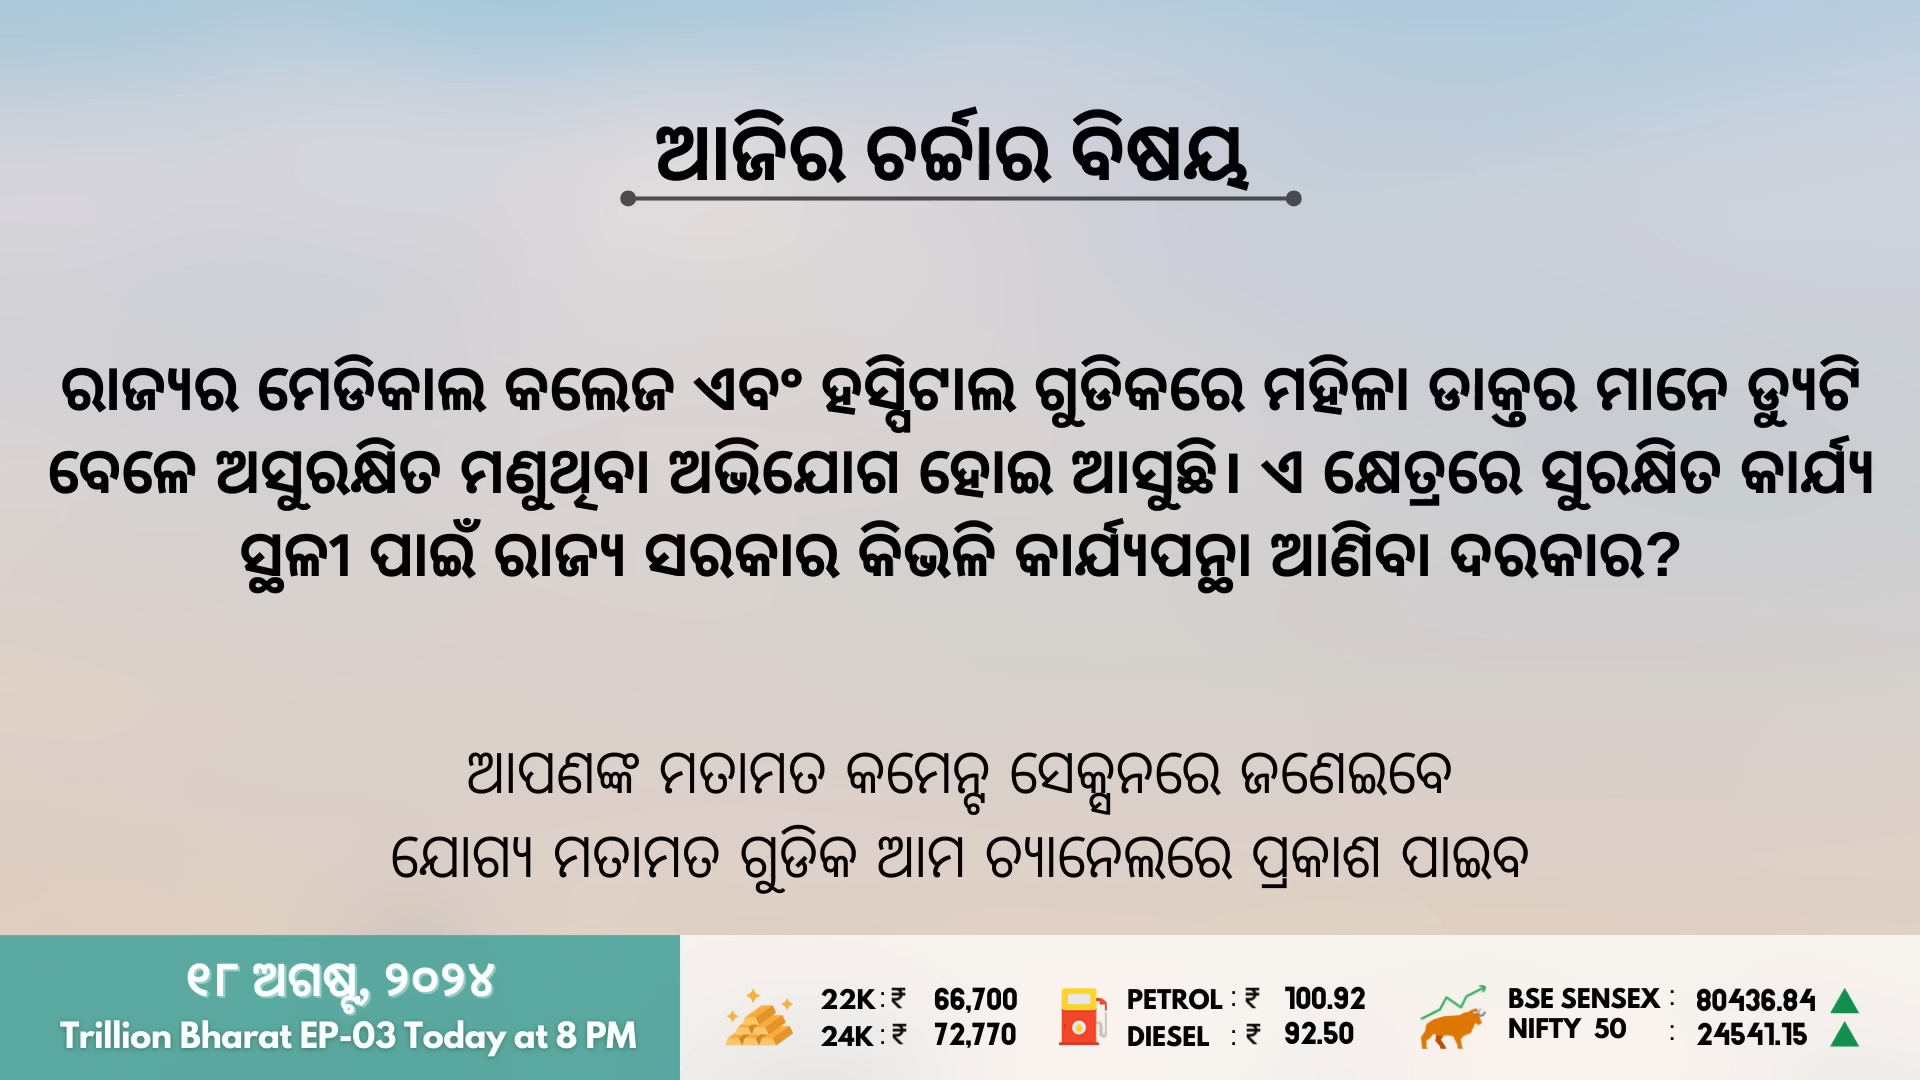 ଆଜିର ଚର୍ଚ୍ଚାର ବିଷୟ
ରାଜ୍ୟର ମେଡିକାଲ କଲେଜ ଏବଂ ହସ୍ପିଟାଲ ଗୁଡିକରେ ମହିଳା ଡାକ୍ତର ମାନେ ଡ୍ୟୁଟି
ବେଳେ ଅସୁରକ୍ଷିତ ମଣୁଥିବା ଅଭିଯୋଗ ହୋଇ ଆସୁଛି। ଏ କ୍ଷେତ୍ରରେ ସୁରକ୍ଷିତ କାର୍ଯ୍ୟ
ସ୍ଥଳୀ ପାଇଁ ରାଜ୍ୟ ସରକାର କିଭଳି କାର୍ଯ୍ୟପନ୍ଥା ଆଣିବା ଦରକାର?
ଆପଣଙ୍କ ମତାମତ କମେନ୍ଟ ସେକ୍ସନରେ ଜଣେଇବେ
ଯୋଗ୍ୟ ମତାମତ ଗୁଡିକ ଆମ ଚ୍ୟାନେଲରେ ପ୍ରକାଶ ପାଇବ
୧୮ ଅଗଷ୍ଟ, ୨୦୨୪
Trillion Bharat EP-03 Today at 8 PM
22K : ₹ 66,700
24K : ₹ 72,770
PETROL : ₹ 100.92
DIESEL : ₹ 92.50
BSE SENSEX : 80436.84
NIFTY 50 : 24541.15